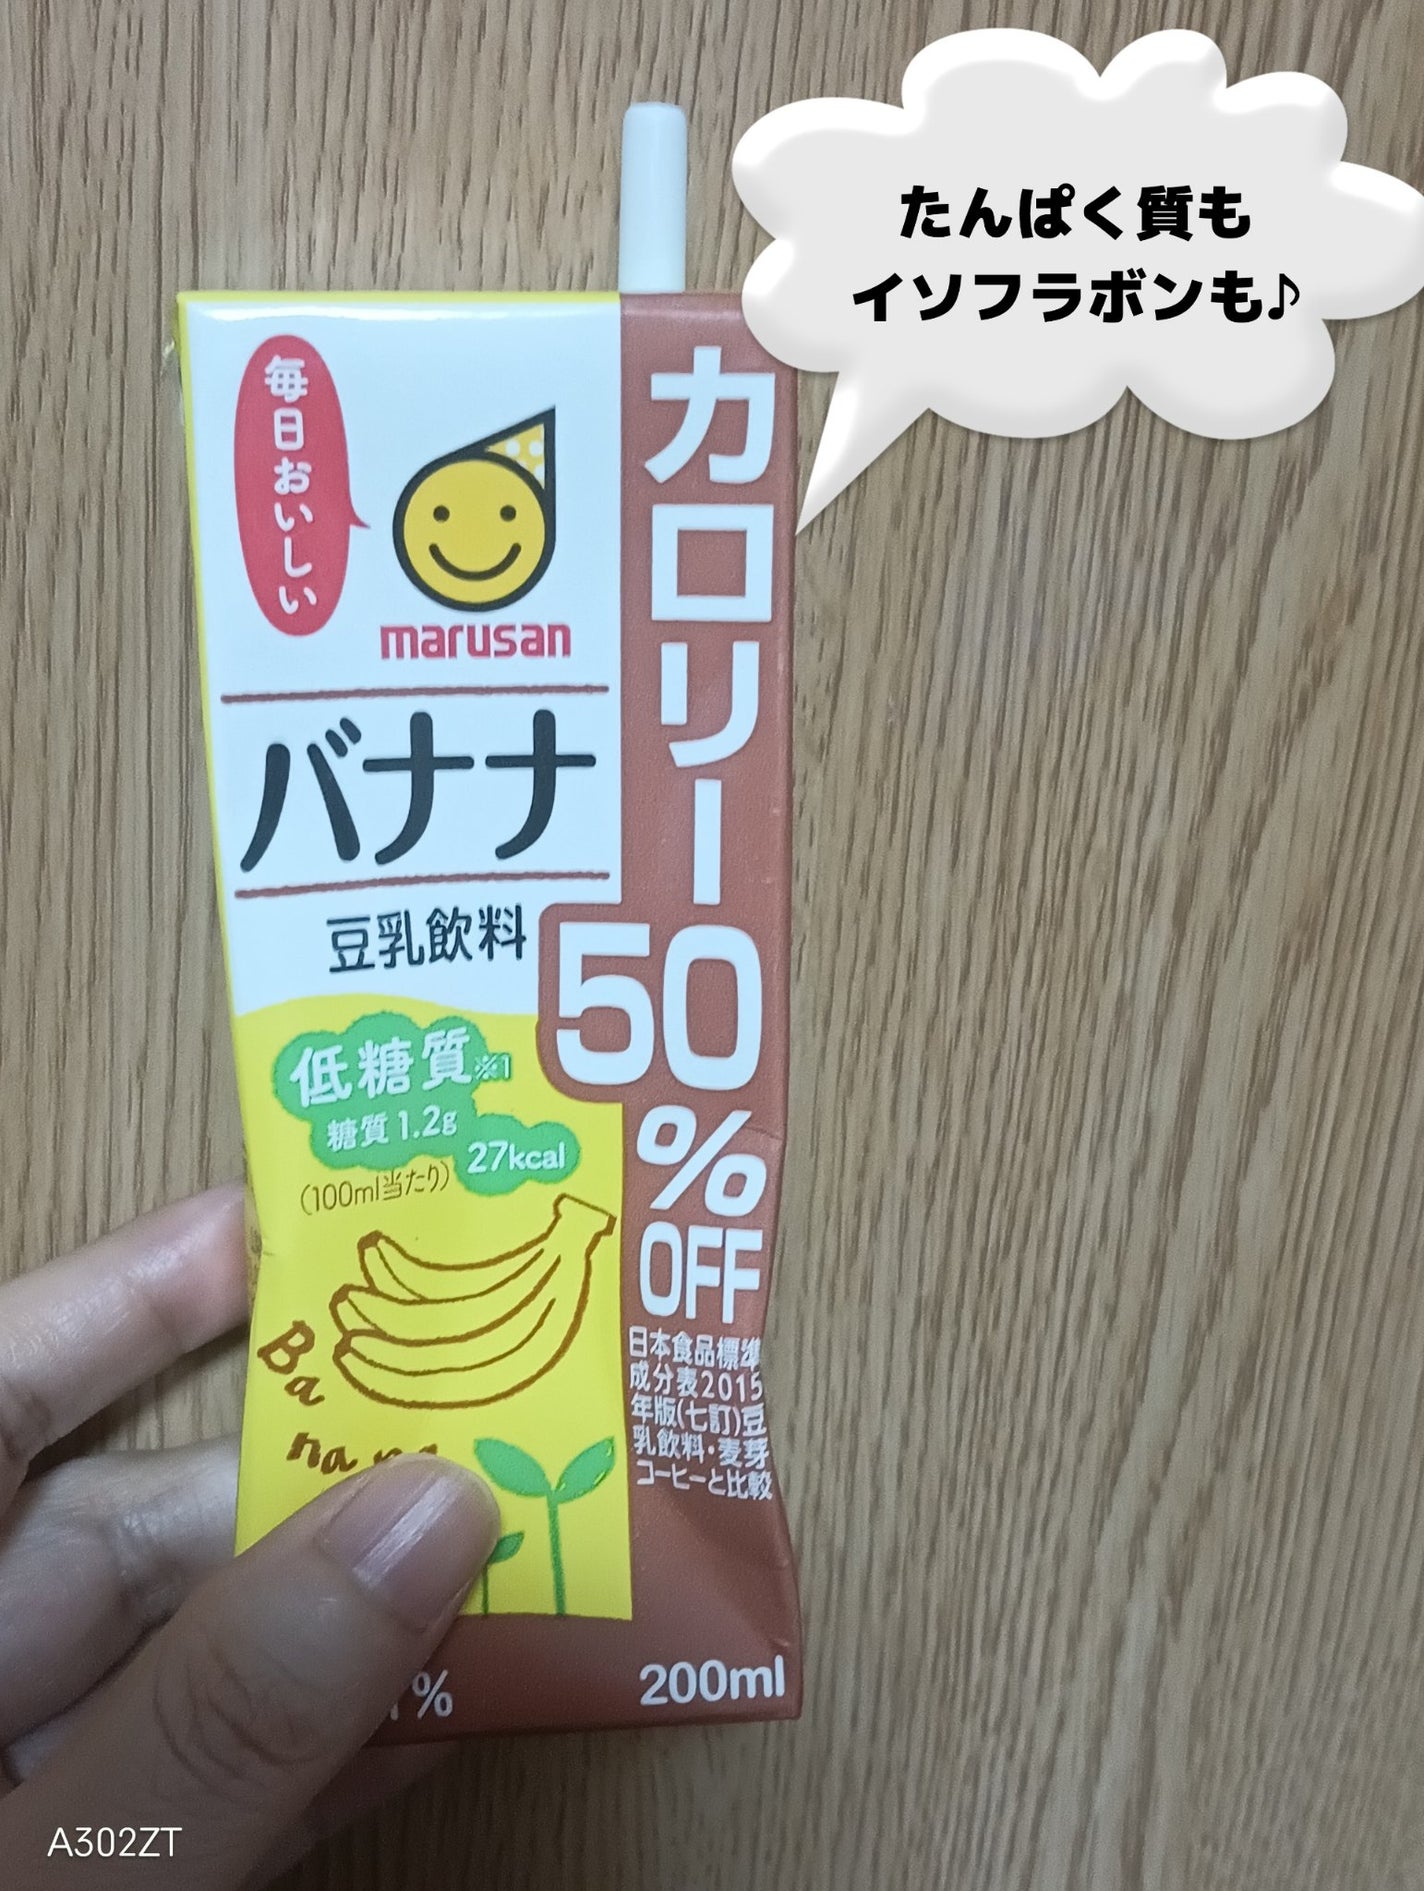 たんぱく質も
イソフラボンも♪
毎日おいしい
marusan
バナナ
豆乳飲料
カロリー50%OFF
低糖質※1
糖質1.2g
27kcal
(100ml当たり)
Ba
na
日本食品標準
成分表2015
年版(七訂)豆
乳飲料・麦芽
コーヒーと比較
200ml
A302ZT